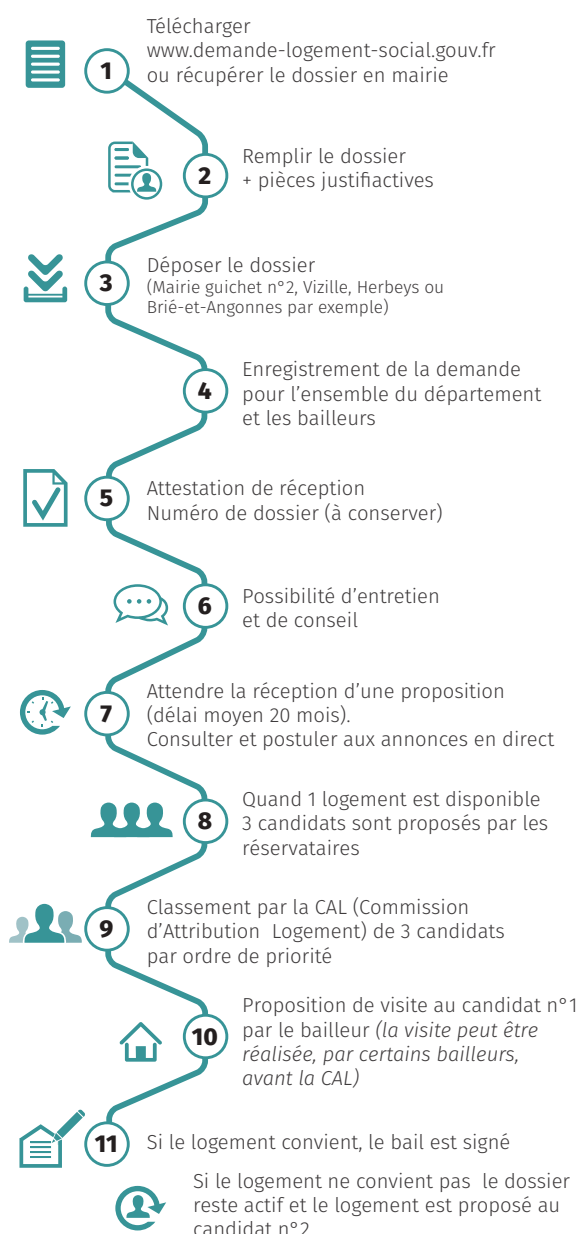 Télécharger
www.demande-logement-social.gouv.fr
ou récupérer le dossier en mairie
1
Remplir le dossier
+ pièces justifiactives
2
Déposer le dossier
(Mairie guichet n°2, Vizille, Herbeys ou
Brié-et-Angonnes par exemple)
3
Enregistrement de la demande
pour l'ensemble du département
et les bailleurs
4
Attestation de réception
Numéro de dossier (à conserver)
5
Possibilité d'entretien
et de conseil
6
Attendre la réception d'une proposition
(délai moyen 20 mois).
Consulter et postuler aux annonces en direct
7
Quand 1 logement est disponible
3 candidats sont proposés par les
réservataires
8
Classement par la CAL (Commission
d'Attribution Logement) de 3 candidats
par ordre de priorité
9
Proposition de visite au candidat n°1
par le bailleur (la visite peut être
réalisée, par certains bailleurs,
avant la CAL)
10
Si le logement convient, le bail est signé
11
Si le logement ne convient pas le dossier
reste actif et le logement est proposé au
candidat n°2